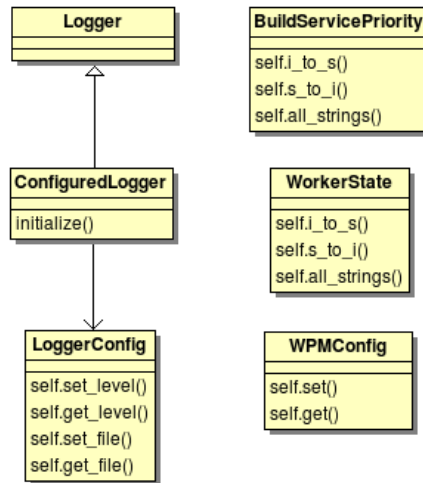 Logger
BuildServicePriority
self.i_to_s()
self.s_to_i()
self.all_strings()
ConfiguredLogger
initialize()
WorkerState
self.i_to_s()
self.s_to_i()
self.all_strings()
LoggerConfig
self.set_level()
self.get_level()
self.set_file()
self.get_file()
WPMConfig
self.set()
self.get()